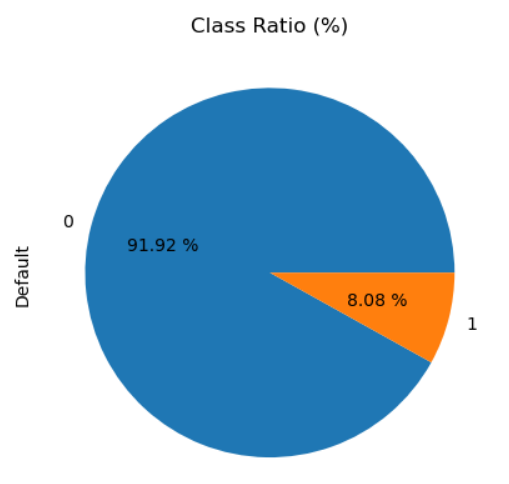 Class Ratio (%)
0
91.92 %
Default
8.08 %
1